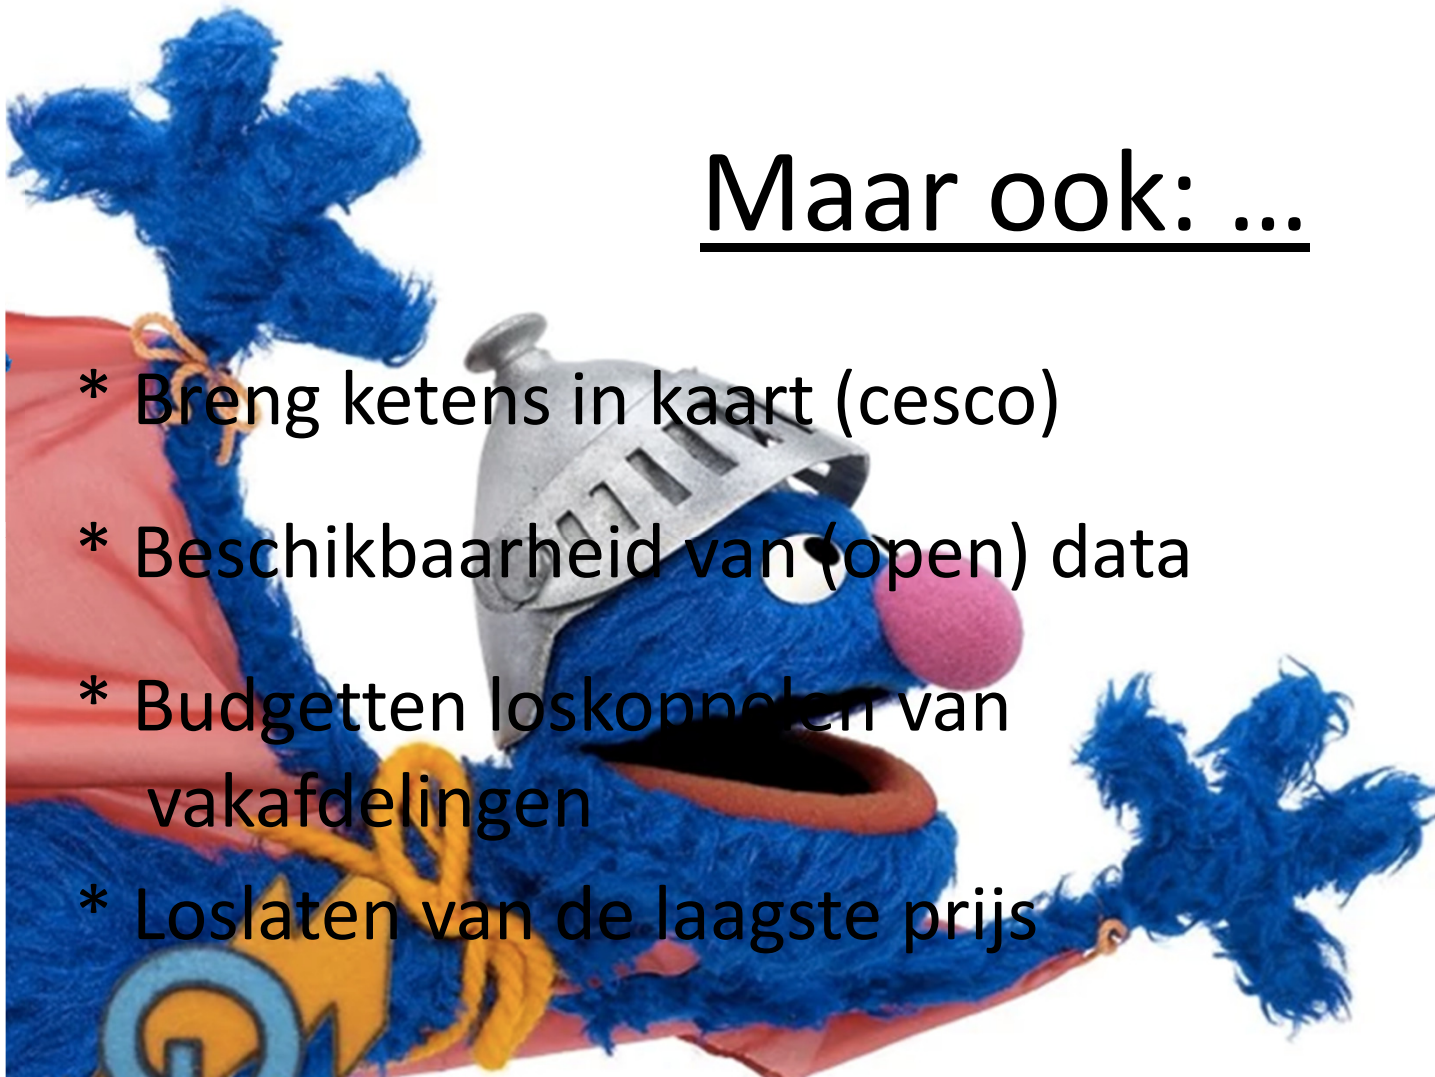 Maar ook: ...
* Breng ketens in kaart (cesco)
* Beschikbaarheid van (open) data
* Budgetten loskoppelen van
vakafdelingen
* Loslaten van de laagste prijs
G